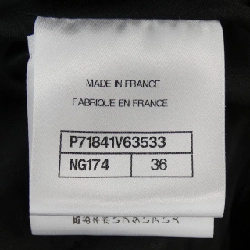 MADE IN FRANCE
FABRIQUE EN FRANCE
P71841V63533
NG174 36